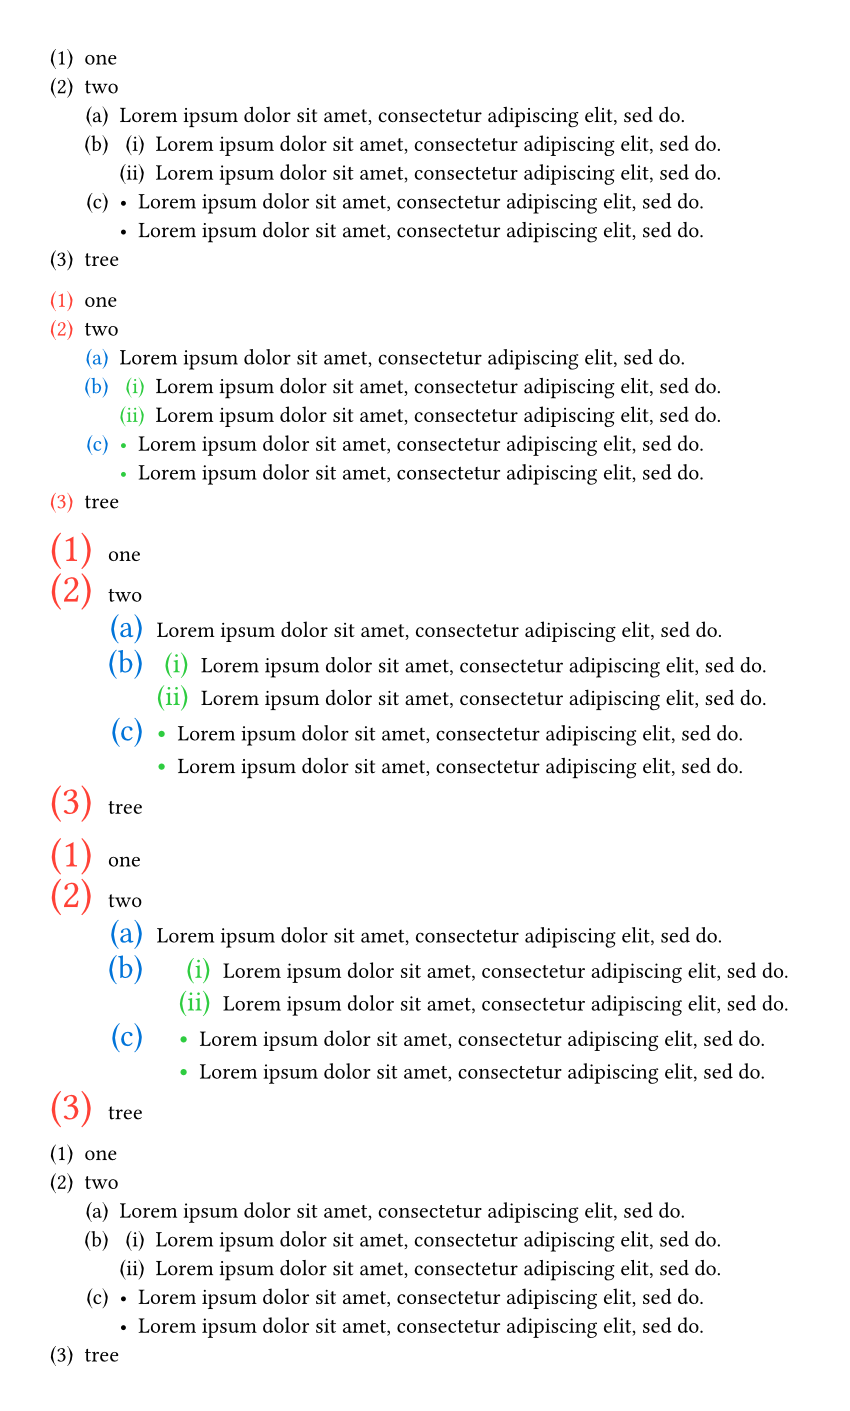 (1) one
(2) two
(a) Lorem ipsum dolor sit amet, consectetur adipiscing elit, sed do.
(b) (i) Lorem ipsum dolor sit amet, consectetur adipiscing elit, sed do.
(ii) Lorem ipsum dolor sit amet, consectetur adipiscing elit, sed do.
(c) • Lorem ipsum dolor sit amet, consectetur adipiscing elit, sed do.
• Lorem ipsum dolor sit amet, consectetur adipiscing elit, sed do.
(3) tree
(1) one
(2) two
(a) Lorem ipsum dolor sit amet, consectetur adipiscing elit, sed do.
(b) (i) Lorem ipsum dolor sit amet, consectetur adipiscing elit, sed do.
(ii) Lorem ipsum dolor sit amet, consectetur adipiscing elit, sed do.
(c) • Lorem ipsum dolor sit amet, consectetur adipiscing elit, sed do.
• Lorem ipsum dolor sit amet, consectetur adipiscing elit, sed do.
(3) tree
(1) one
(2) two
(a) Lorem ipsum dolor sit amet, consectetur adipiscing elit, sed do.
(b) (i) Lorem ipsum dolor sit amet, consectetur adipiscing elit, sed do.
(ii) Lorem ipsum dolor sit amet, consectetur adipiscing elit, sed do.
(c) • Lorem ipsum dolor sit amet, consectetur adipiscing elit, sed do.
• Lorem ipsum dolor sit amet, consectetur adipiscing elit, sed do.
(3) tree
(1) one
(2) two
(a) Lorem ipsum dolor sit amet, consectetur adipiscing elit, sed do.
(b) (i) Lorem ipsum dolor sit amet, consectetur adipiscing elit, sed do.
(ii) Lorem ipsum dolor sit amet, consectetur adipiscing elit, sed do.
(c) • Lorem ipsum dolor sit amet, consectetur adipiscing elit, sed do.
• Lorem ipsum dolor sit amet, consectetur adipiscing elit, sed do.
(3) tree
(1) one
(2) two
(a) Lorem ipsum dolor sit amet, consectetur adipiscing elit, sed do.
(b) (i) Lorem ipsum dolor sit amet, consectetur adipiscing elit, sed do.
(ii) Lorem ipsum dolor sit amet, consectetur adipiscing elit, sed do.
(c) • Lorem ipsum dolor sit amet, consectetur adipiscing elit, sed do.
• Lorem ipsum dolor sit amet, consectetur adipiscing elit, sed do.
(3) tree